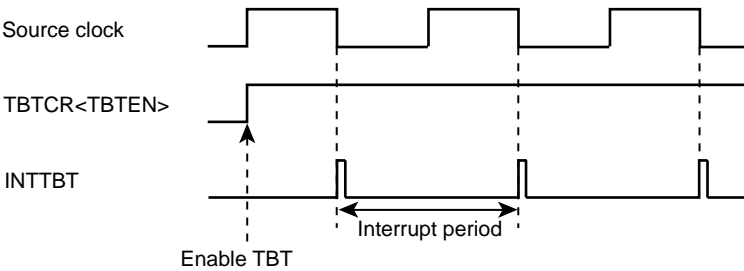 Source clock
TBTCR<TBTEN>
INTTBT
Interrupt period
Enable TBT